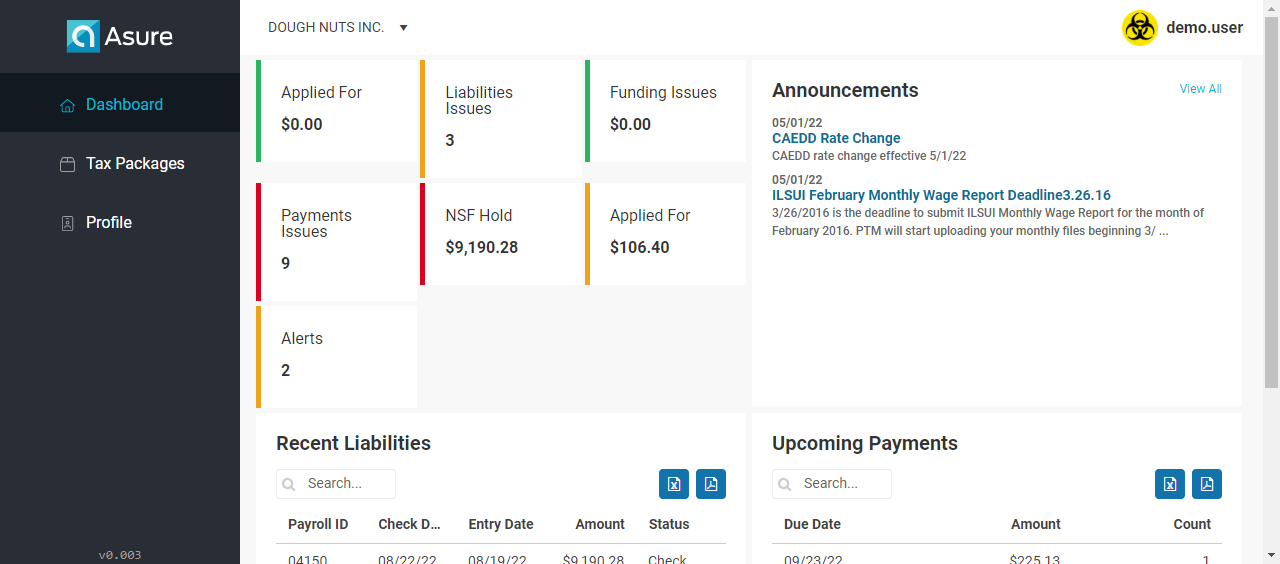 Asure
DOUGH NUTS INC.
demo.user
Dashboard
Tax Packages
Profile
v0.003
Applied For
$0.00
Liabilities
Issues
3
Funding Issues
$0.00
Payments
Issues
9
NSF Hold
$9,190.28
Applied For
$106.40
Alerts
2
Announcements
View All
05/01/22
CAEDD Rate Change
CAEDD rate change effective 5/1/22
05/01/22
ILSUI February Monthly Wage Report Deadline3.26.16
3/26/2016 is the deadline to submit ILSUI Monthly Wage Report for the month of
February 2016. PTM will start uploading your monthly files beginning 3/ ...
Recent Liabilities
Search...
Payroll ID Check D... Entry Date Amount Status
04150 08/22/22 08/19/22 $9,190.28 Check
Upcoming Payments
Search...
Due Date Amount Count
09/23/22 $225.13 1